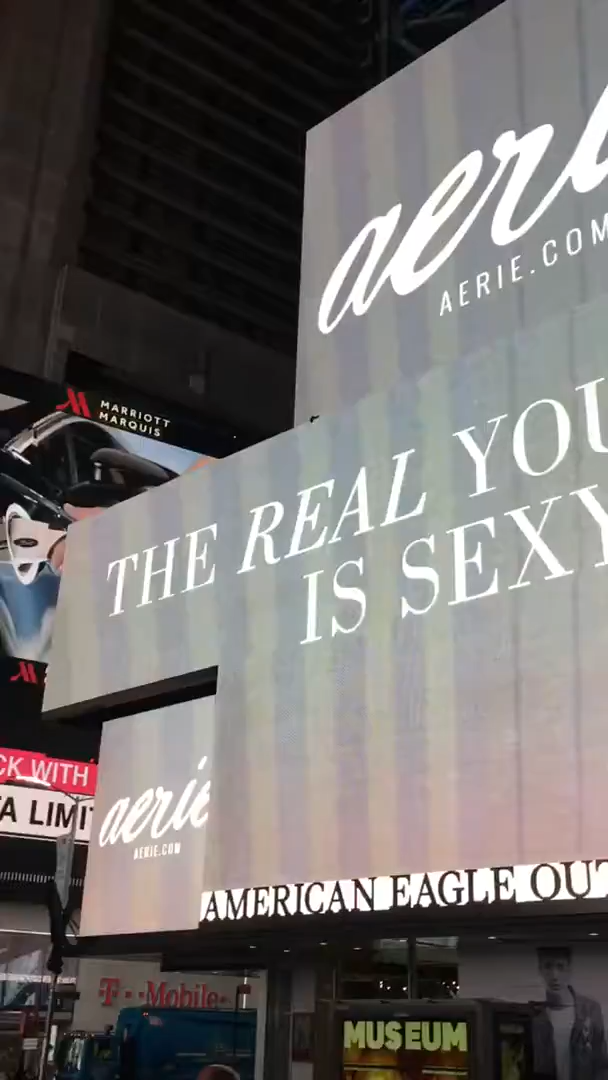 aeri
AERIE.COM
MARRIOTT
MARQUIS
THE REAL YOU
IS SEXY
CK WITH
A LIMI
aerie
AERIE.COM
AMERICAN EAGLE OUT
T-Mobile
MUSEUM